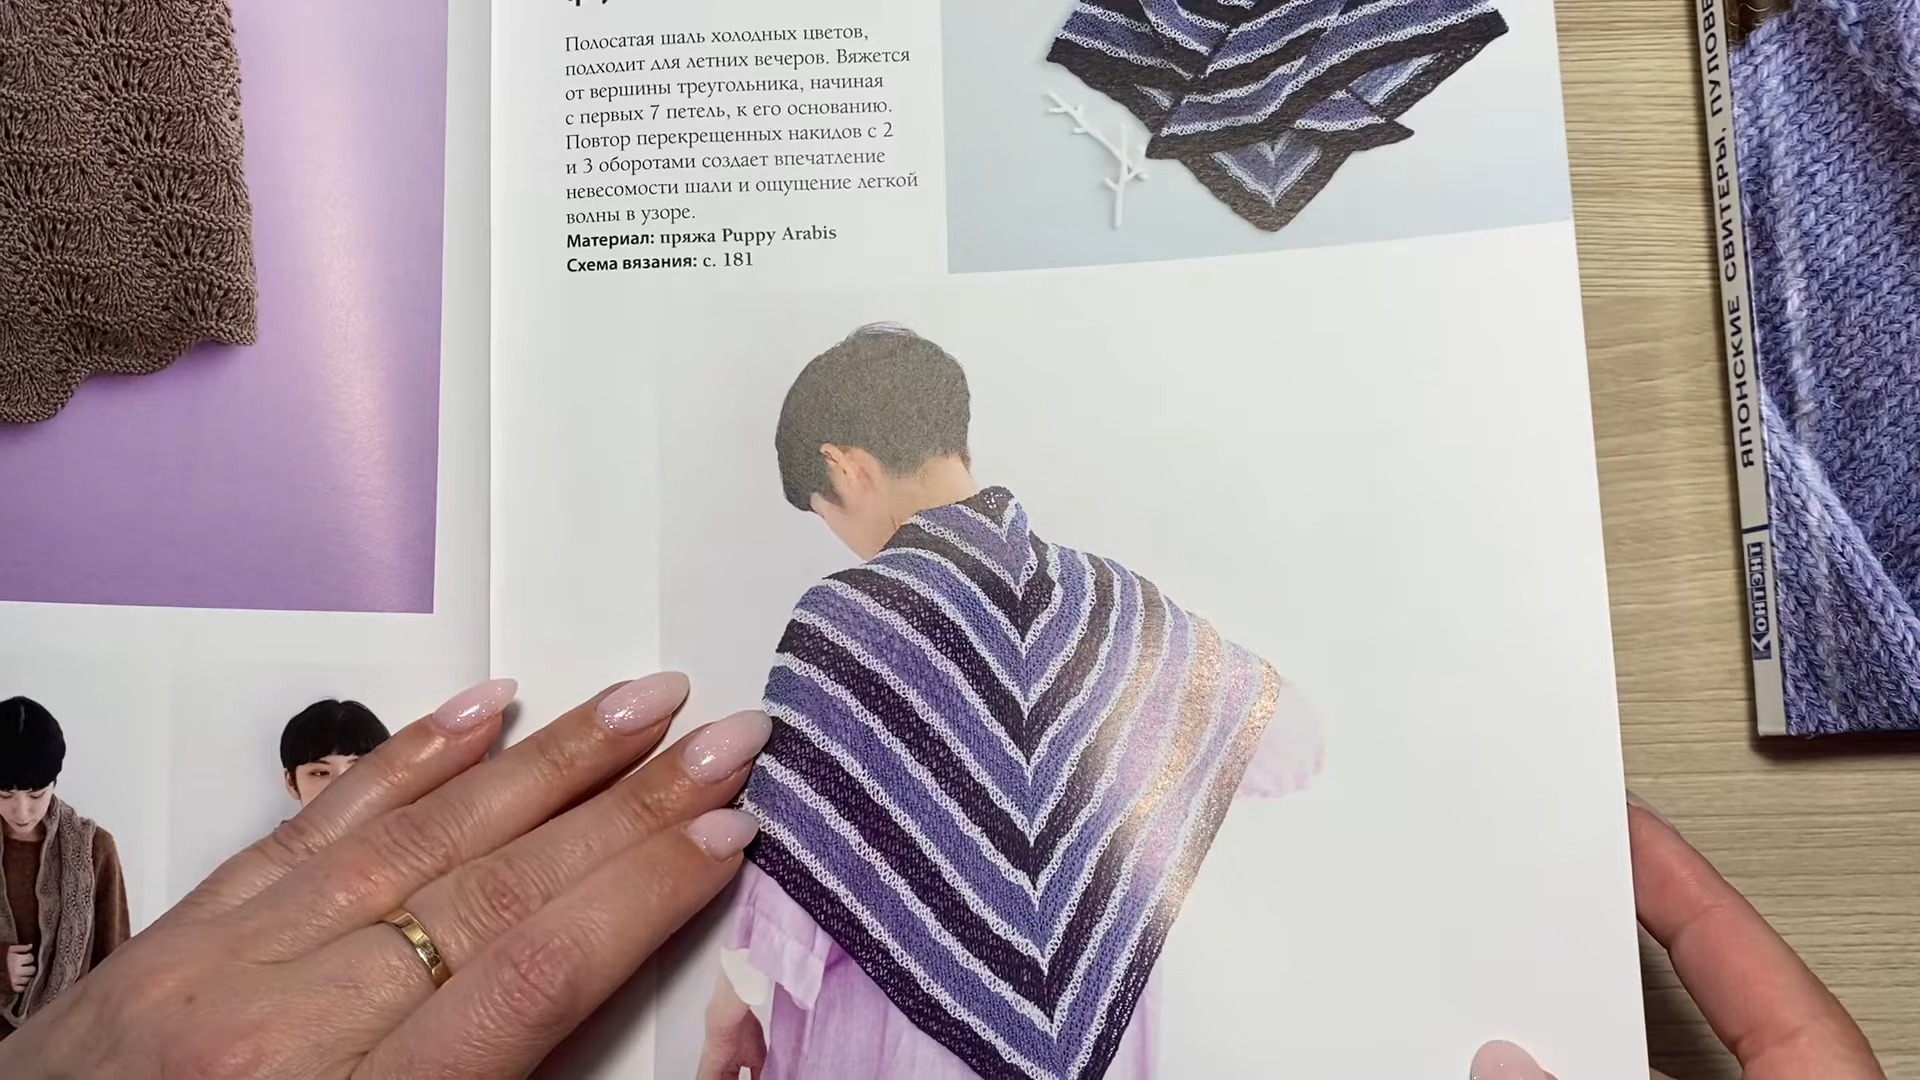 Полосатая шаль холодных цветов,
подходит для летних вечеров. Вяжется
от вершины треугольника, начиная
с первых 7 петель, к его основанию.
Повтор перекрещенных накидов с 2
и 3 оборотами создает впечатление
невесомости шали и ощущение легкой
волны в узоре.
Материал: пряжа Puppy Arabis
Схема вязания: с. 181
ЯПОНСКИЕ СВИТЕРЫ, ПУЛОВЕ
КОНТЭНТ